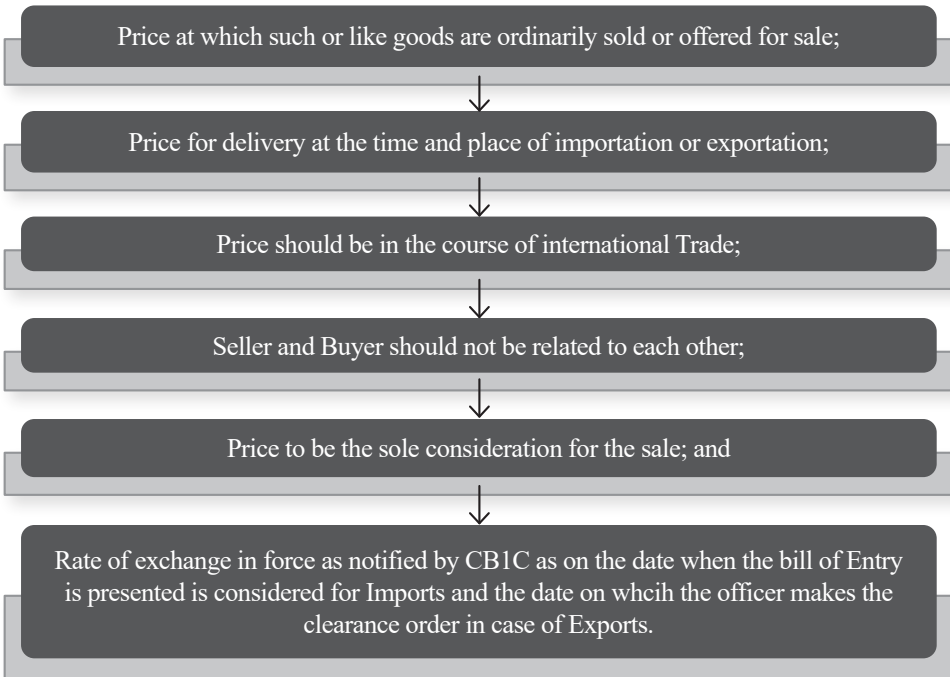 Price at which such or like goods are ordinarily sold or offered for sale;
Price for delivery at the time and place of importation or exportation;
Price should be in the course of international Trade;
Seller and Buyer should not be related to each other;
Price to be the sole consideration for the sale; and
Rate of exchange in force as notified by CB1C as on the date when the bill of Entry
is presented is considered for Imports and the date on whcih the officer makes the
clearance order in case of Exports.